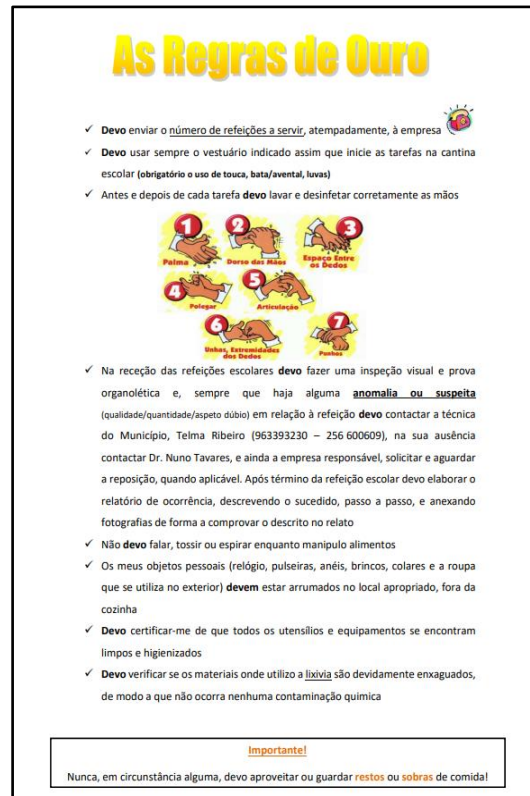 As Regras de Ouro
✓ Devo enviar o número de refeições a servir, atempadamente, à empresa
✓ Devo usar sempre o vestuário indicado assim que inicie as tarefas na cantina
escolar (obrigatório o uso de touca, bata/avental, luvas)
✓ Antes e depois de cada tarefa devo lavar e desinfetar corretamente as mãos
1
2
3
Palma
Dorso das Mãos
Espaço Entre
os Dedos
4
5
Polegar
Articulação
6
7
Unhas, Extremidades
dos Dedos
Punhos
✓ Na receção das refeições escolares devo fazer uma inspeção visual e prova
organolética e, sempre que haja alguma anomalia ou suspeita
(qualidade/quantidade/aspeto dúbio) em relação à refeição devo contactar a técnica
do Município, Telma Ribeiro (963393230 – 256 600609), na sua ausência
contactar Dr. Nuno Tavares, e ainda a empresa responsável, solicitar e aguardar
a reposição, quando aplicável. Após término da refeição escolar devo elaborar o
relatório de ocorrência, descrevendo o sucedido, passo a passo, e anexando
fotografias de forma a comprovar o descrito no relato
✓ Não devo falar, tossir ou espirar enquanto manipulo alimentos
✓ Os meus objetos pessoais (relógio, pulseiras, anéis, brincos, colares e a roupa
que se utiliza no exterior) devem estar arrumados no local apropriado, fora da
cozinha
✓ Devo certificar-me de que todos os utensílios e equipamentos se encontram
limpos e higienizados
✓ Devo verificar se os materiais onde utilizo a lixivia são devidamente enxaguados,
de modo a que não ocorra nenhuma contaminação quimica
Importante!
Nunca, em circunstância alguma, devo aproveitar ou guardar restos ou sobras de comida!